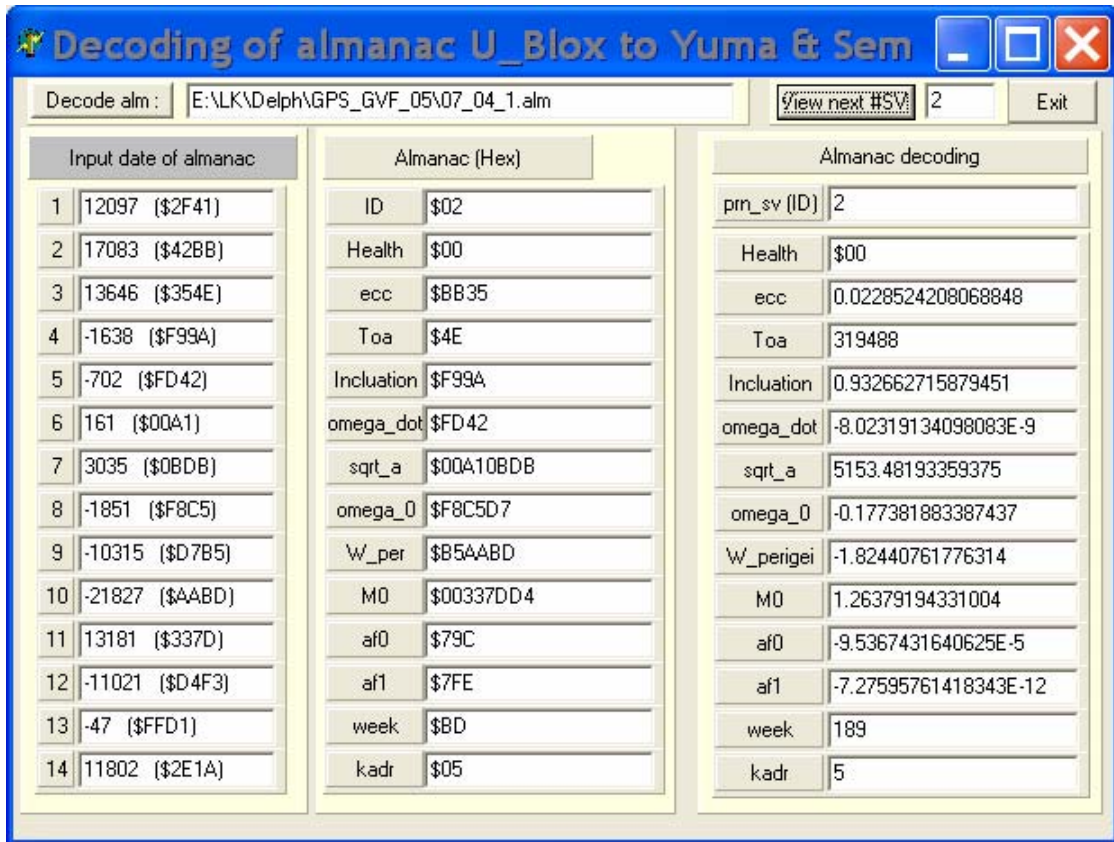 Decoding of almanac U_Blox to Yuma & Sem
Decode alm : E:\LK\Delph\GPS_GVF_05\07_04_1.alm View next #SV 2 Exit
Input date of almanac
1 12097 ($2F41)
2 17083 ($42BB)
3 13646 ($354E)
4 -1638 ($F99A)
5 -702 ($FD42)
6 161 ($00A1)
7 3035 ($0BDB)
8 -1851 ($F8C5)
9 -10315 ($D7B5)
10 -21827 ($AABD)
11 13181 ($337D)
12 -11021 ($D4F3)
13 -47 ($FFD1)
14 11802 ($2E1A)
Almanac (Hex)
ID $02
Health $00
ecc $BB35
Toa $4E
Incluation $F99A
omega_dot $FD42
sqrt_a $00A10BDB
omega_0 $F8C5D7
W_per $B5AABD
M0 $00337DD4
af0 $79C
af1 $7FE
week $BD
kadr $05
Almanac decoding
prn_sv (ID) 2
Health $00
ecc 0.0228524208068848
Toa 319488
Incluation 0.932662715879451
omega_dot -8.02319134098083E-9
sqrt_a 5153.48193359375
omega_0 -0.177381883387437
W_perigei -1.82440761776314
M0 1.26379194331004
af0 -9.5367431640625E-5
af1 -7.27595761418343E-12
week 189
kadr 5